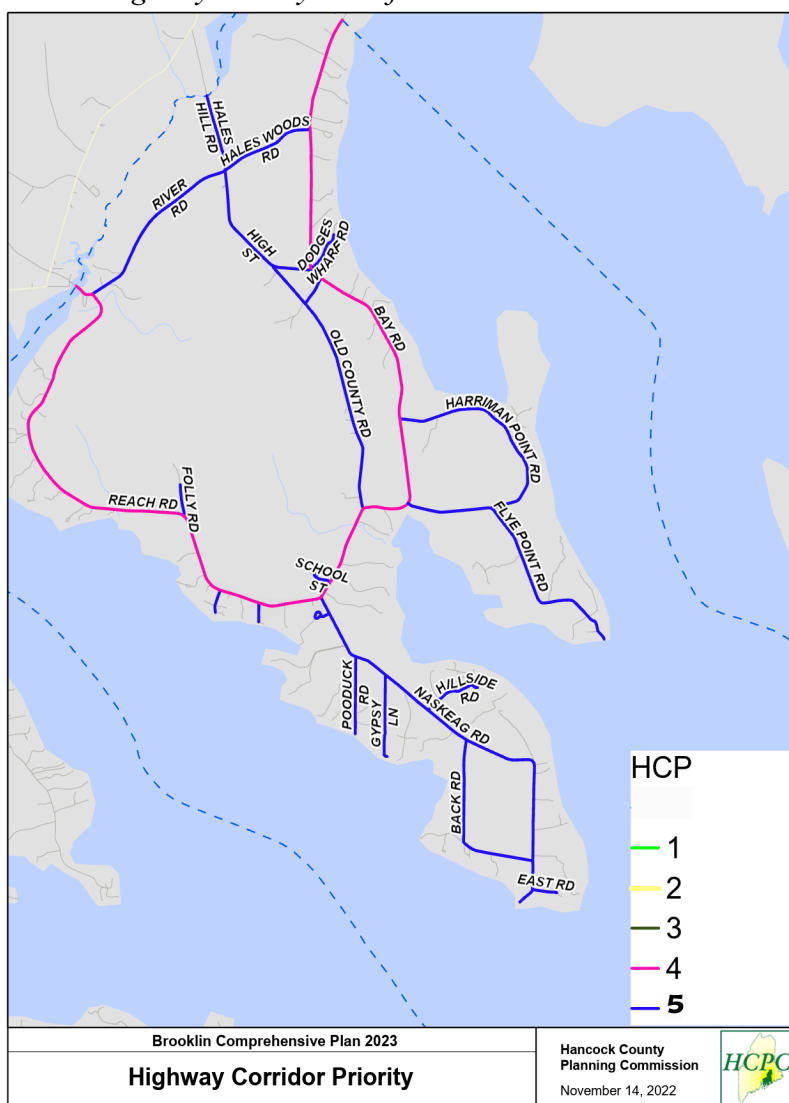 HALES
HILL RD
HALES WOODS
RD
RIVER
RD
HIGH
ST
DODGES
WHARF RD
BAY RD
OLD COUNTY RD
HARRIMAN POINT RD
FLYE POINT RD
REACH RD
FOLLY RD
SCHOOL
ST
POODUCK
RD
GYPSY
LN
NASKEAG RD
HILLSIDE
RD
BACK RD
EAST RD
HCP
1
2
3
4
5
Brooklin Comprehensive Plan 2023
Highway Corridor Priority
Hancock County
Planning Commission
November 14, 2022
HCPC